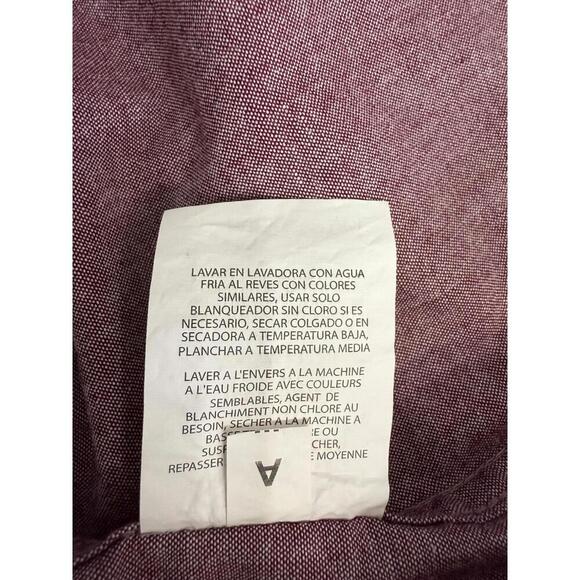 LAVAR EN LAVADORA CON AGUA
FRIA AL REVES CON COLORES
SIMILARES, USAR SOLO
BLANQUEADOR SIN CLORO SI ES
NECESARIO, SECAR COLGADO O EN
SECADORA A TEMPERATURA BAJA,
PLANCHAR A TEMPERATURA MEDIA
LAVER A L'ENVERS A LA MACHINE
A L'EAU FROIDE AVEC COULEURS
SEMBLABLES, AGENT DE
BLANCHIMENT NON CHLORE AU
BESOIN, SECHER A LA MACHINE A
OU
REPASSER MOYENNE
A